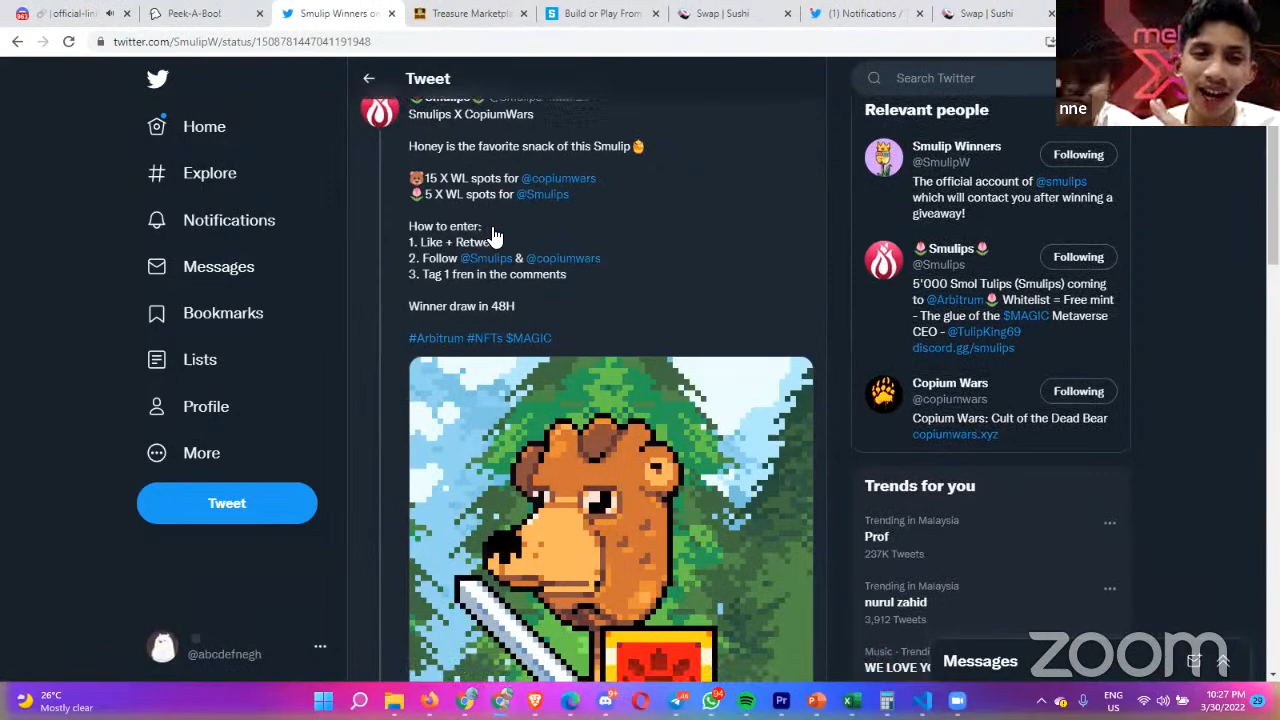 (official-lin
Peek-A-Boo!
Smulip Winners on
Treasure Marketpla
Build or Play From
Swap | Sushi
(1) Notifications /
Swap | Sushi
twitter.com/SmulipW/status/1508781447041191948
Home
Explore
Notifications
Messages
Bookmarks
Lists
Profile
More
Tweet
@abcdefnegh
Tweet
Smulips X CopiumWars
Honey is the favorite snack of this Smulip
15 X WL spots for @copiumwars
5 X WL spots for @Smulips
How to enter:
1. Like + Retwe
2. Follow @Smulips & @copiumwars
3. Tag 1 fren in the comments
Winner draw in 48H
#Arbitrum #NFTs $MAGIC
Search Twitter
Relevant people
Smulip Winners
@SmulipW
Following
The official account of @smulips
which will contact you after winning a
giveaway!
Smulips
@Smulips
Following
5'000 Smol Tulips (Smulips) coming
to @Arbitrum Whitelist = Free mint
- The glue of the $MAGIC Metaverse
CEO - @TulipKing69
discord.gg/smulips
Copium Wars
@copiumwars
Following
Copium Wars: Cult of the Dead Bear
copiumwars.xyz
Trends for you
Trending in Malaysia
Prof
237K Tweets
Trending in Malaysia
nurul zahid
3,912 Tweets
Music · Trendi
WE LOVE YO
Messages
nne
zoom
26°C
Mostly clear
ENG
US
10:27 PM
3/30/2022
29
94